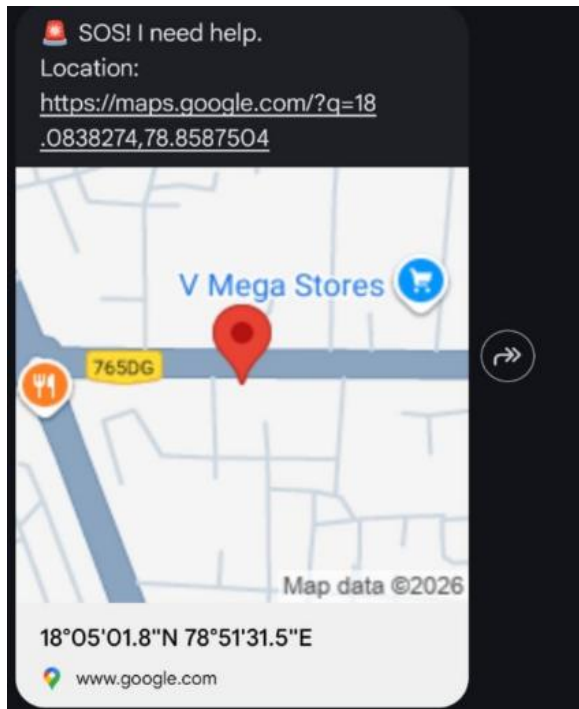 🚨 SOS! I need help.
Location:
https://maps.google.com/?q=18
.0838274,78.8587504
V Mega Stores
765DG
Map data ©2026
18°05'01.8"N 78°51'31.5"E
www.google.com